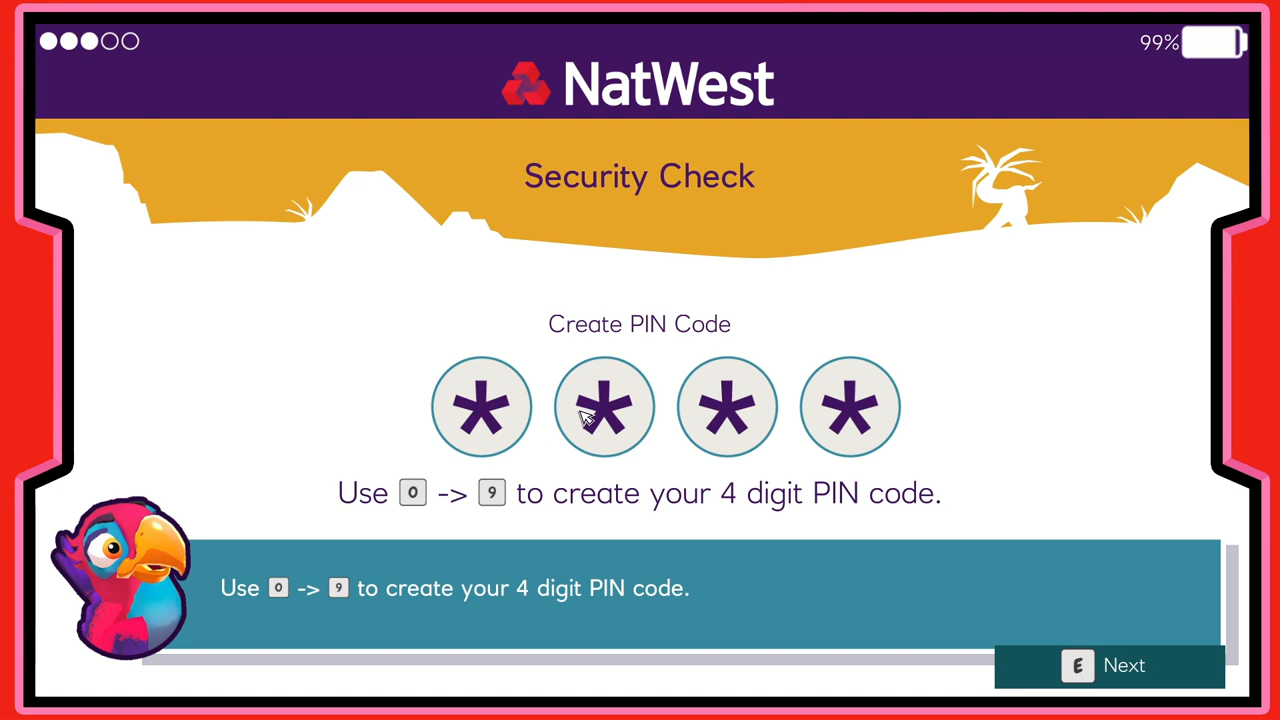 99%
NatWest
Security Check
Create PIN Code
* * * *
Use 0 -> 9 to create your 4 digit PIN code.
Use 0 -> 9 to create your 4 digit PIN code.
E Next